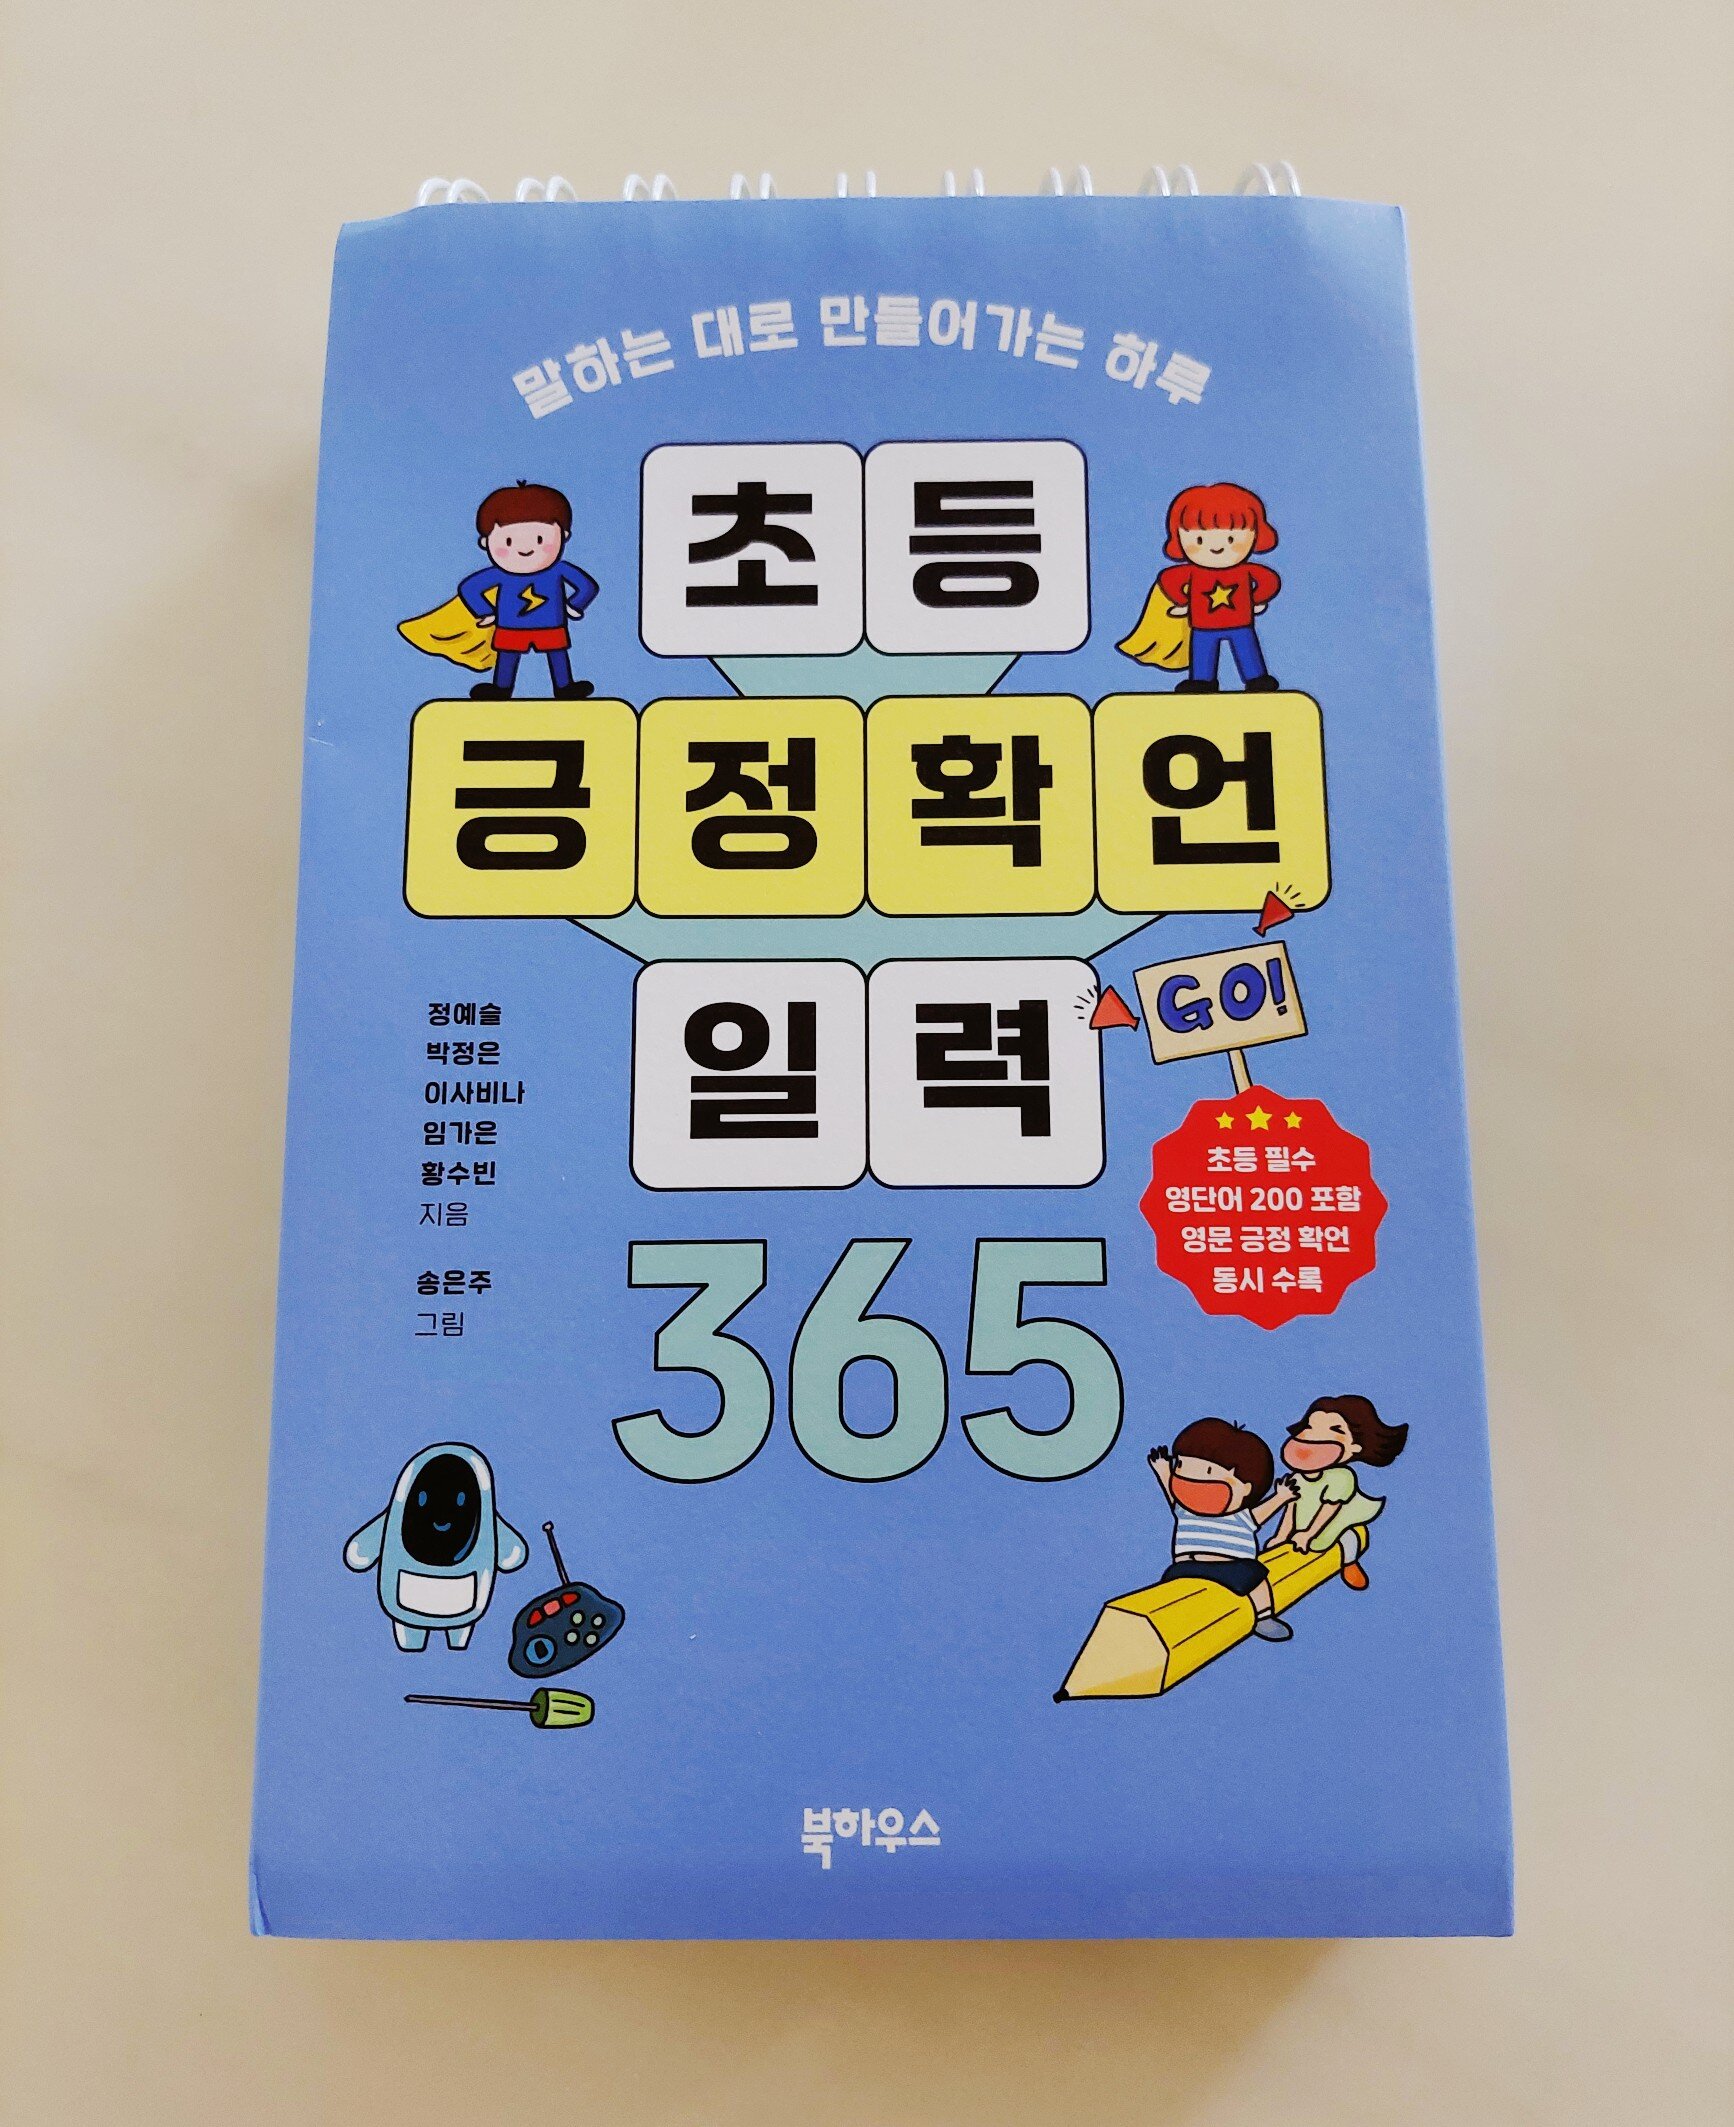 말하는 대로 만들어가는 하루
초등
긍정확언
일력
365
GO!
정예슬
박정은
이사비나
임가은
황수빈
지음
송은주
그림
초등 필수
영단어 200 포함
영문 긍정 확언
동시 수록
북하우스